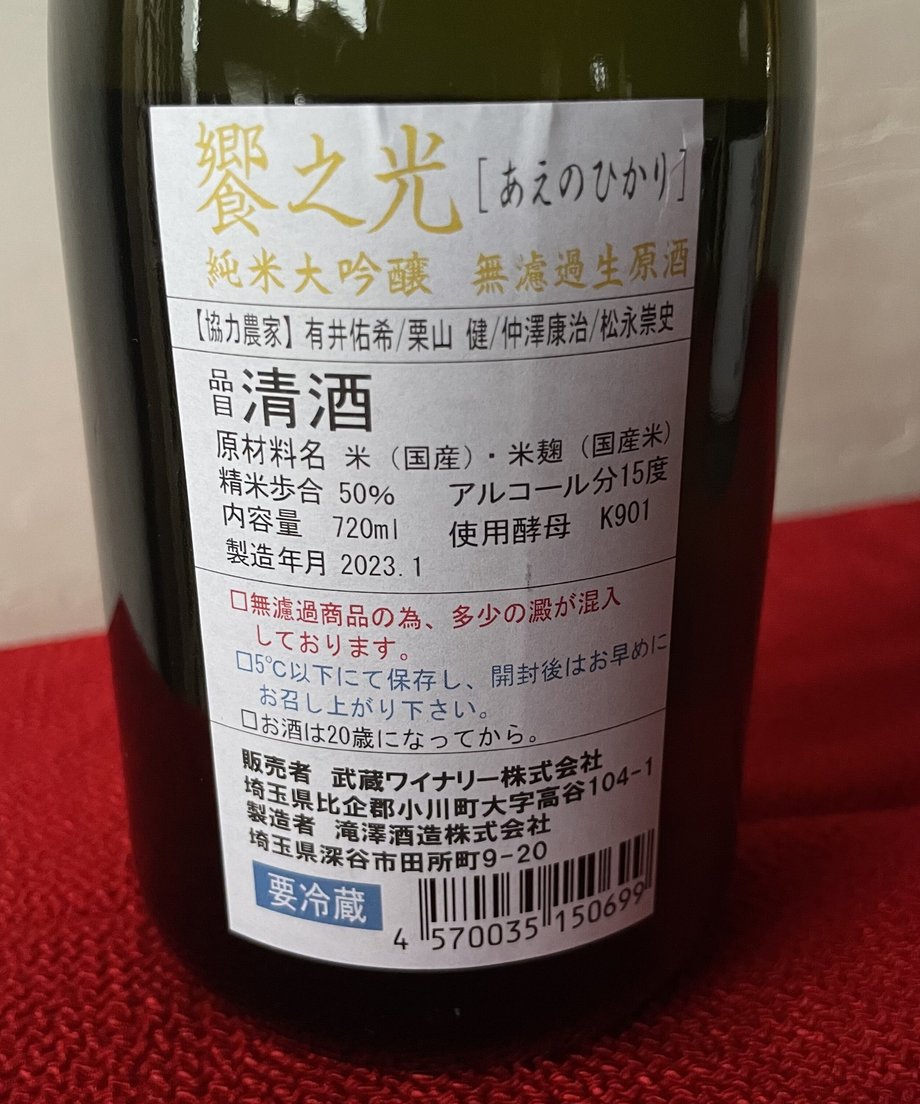 饗之光［あえのひかり］
純米大吟醸　無濾過生原酒
【協力農家】有井佑希/栗山 健/仲澤康治/松永崇史
品目 清酒
原材料名 米（国産）・米麹（国産米）
精米歩合 50% アルコール分15度
内容量 720ml 使用酵母 K901
製造年月 2023.1
□無濾過商品の為、多少の澱が混入
しております。
□5℃以下にて保存し、開封後はお早めに
お召し上がり下さい。
□お酒は20歳になってから。
販売者 武蔵ワイナリー株式会社
埼玉県比企郡小川町大字高谷104-1
製造者 滝澤酒造株式会社
埼玉県深谷市田所町9-20
要冷蔵
4 570035 150699